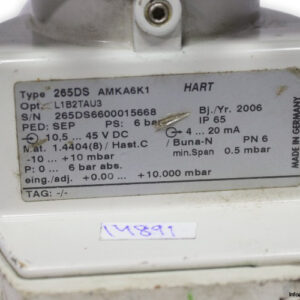 Type 265DS AMKA6K1 HART
Opt. L1B2TAU3
S/N 265DS6600015668 Bj./Yr. 2006
PED: SEP PS: 6 bar IP 65
10,5 ... 45 V DC 4 ... 20 mA
Mat. 1.4404(8) / Hast.C / Buna-N PN 6
-10 ... +10 mbar min.Span 0.5 mbar
P: 0 ... 6 bar abs.
eing./adj. +0.00 ... +10.000 mbar
TAG: -/-
MADE IN GERMANY
14891